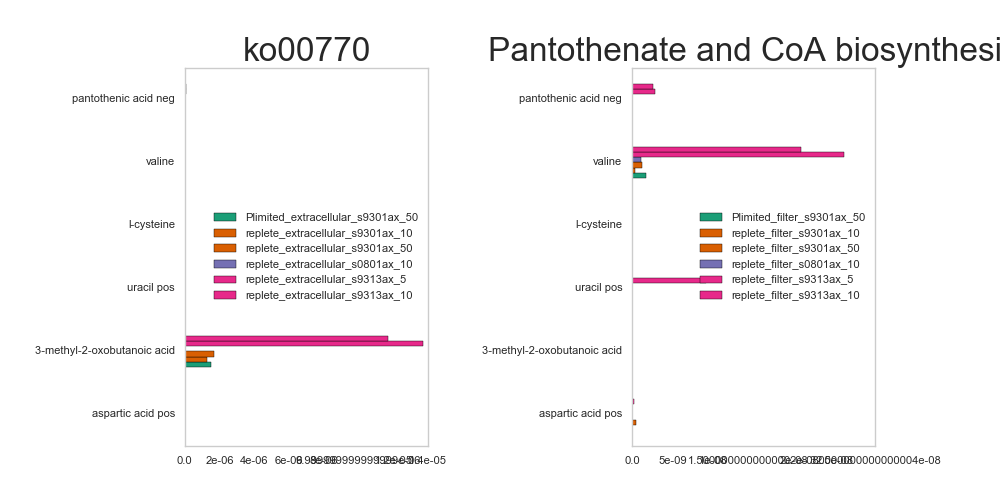 ko00770
pantothenic acid neg
valine
l-cysteine
uracil pos
3-methyl-2-oxobutanoic acid
aspartic acid pos
Plimited_extracellular_s9301ax_50
replete_extracellular_s9301ax_10
replete_extracellular_s9301ax_50
replete_extracellular_s0801ax_10
replete_extracellular_s9313ax_5
replete_extracellular_s9313ax_10
0.0 2e-06 4e-06
Pantothenate and CoA biosynthesi
pantothenic acid neg
valine
l-cysteine
uracil pos
3-methyl-2-oxobutanoic acid
aspartic acid pos
Plimited_filter_s9301ax_50
replete_filter_s9301ax_10
replete_filter_s9301ax_50
replete_filter_s0801ax_10
replete_filter_s9313ax_5
replete_filter_s9313ax_10
0.0 5e-09